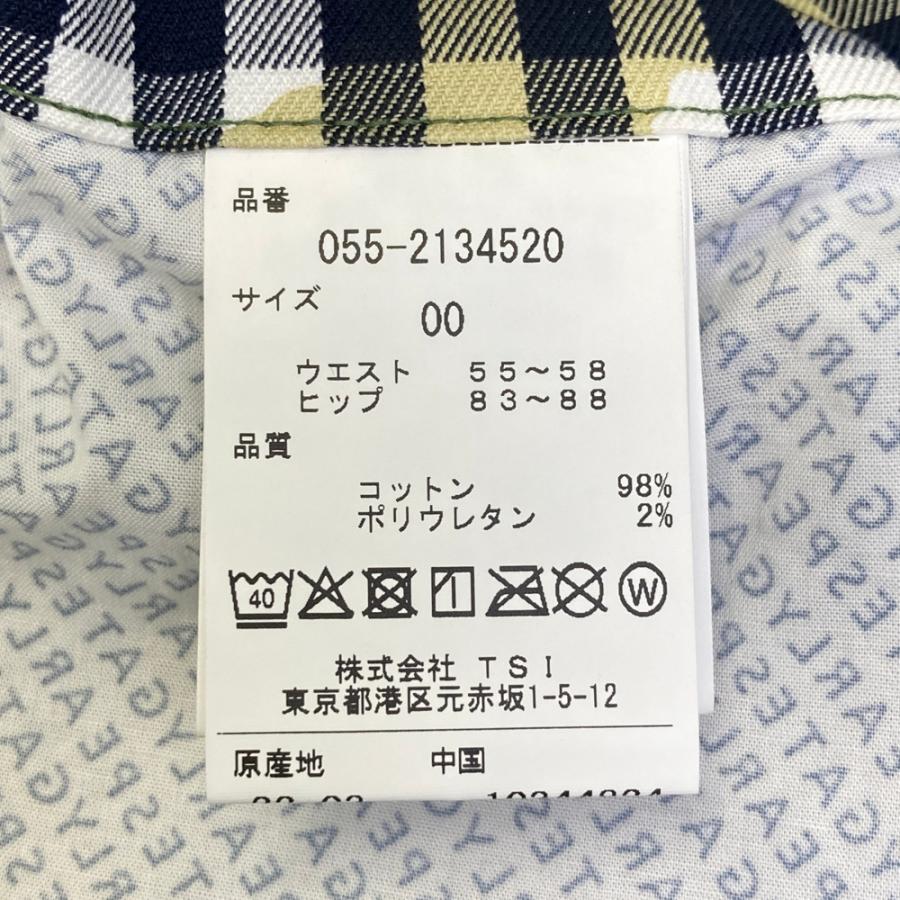 品番
055-2134520
サイズ
00
ウエスト 55～58
ヒップ 83～88
品質
コットン 98%
ポリウレタン 2%
40 W
株式会社 TSI
東京都港区元赤坂1-5-12
原産地 中国